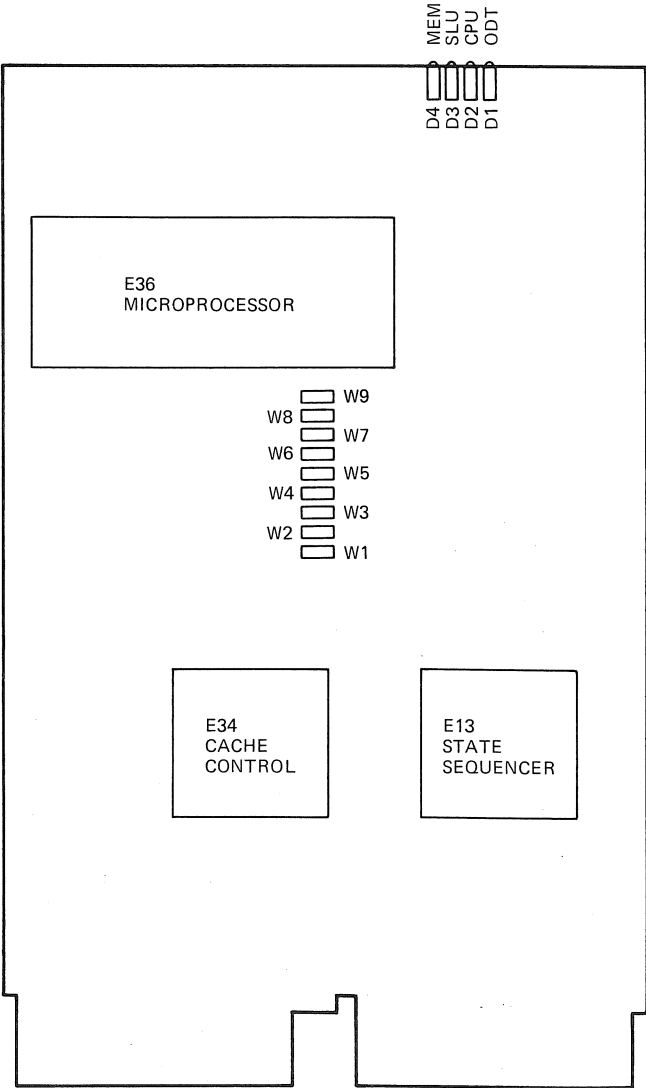 MEM
SLU
CPU
ODT
D4
D3
D2
D1
E36
MICROPROCESSOR
W9
W8
W7
W6
W5
W4
W3
W2
W1
E34
CACHE
CONTROL
E13
STATE
SEQUENCER